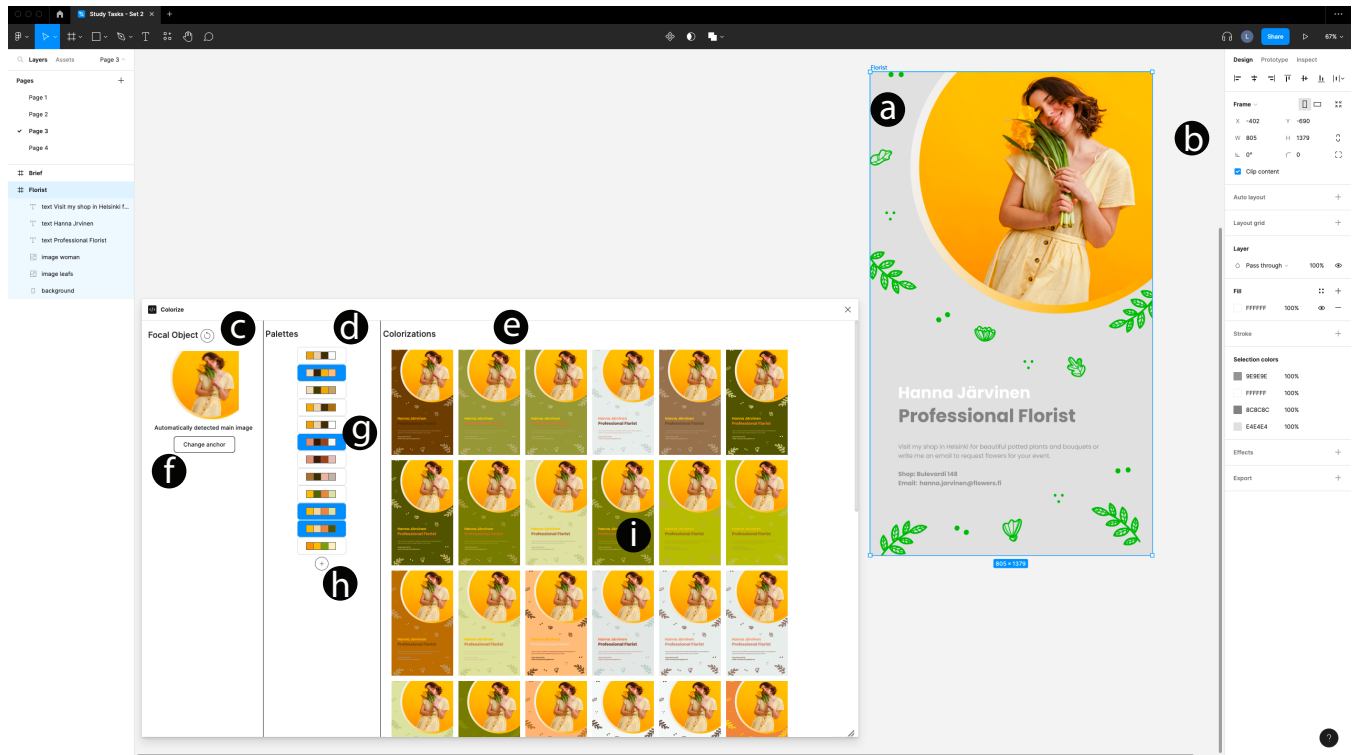 Study Tasks - Set 2
L
Share
67%
Layers Assets Page 3
Pages
Page 1
Page 2
Page 3
Page 4
Brief
Florist
text Visit my shop in Helsinki f...
text Hanna Jrvinen
text Professional Florist
image woman
image leafs
background
Colorize
Focal Object
c
Palettes
d
Colorizations
e
Automatically detected main image
Change anchor
f
g
h
i
Hanna Järvinen
Professional Florist
Florist
a
b
Hanna Järvinen
Professional Florist
Visit my shop in Helsinki for beautiful potted plants and bouquets or
write me an email to request flowers for your event.
Shop: Bulevardi 148
Email: hanna.jarvinen@flowers.fi
805 × 1379
Design Prototype Inspect
Frame
X -402 Y -690
W 805 H 1379
0° 0
Clip content
Auto layout
Layout grid
Layer
Pass through 100%
Fill
FFFFFF 100%
Stroke
Selection colors
9E9E9E 100%
FFFFFF 100%
8C8C8C 100%
E4E4E4 100%
Effects
Export
?